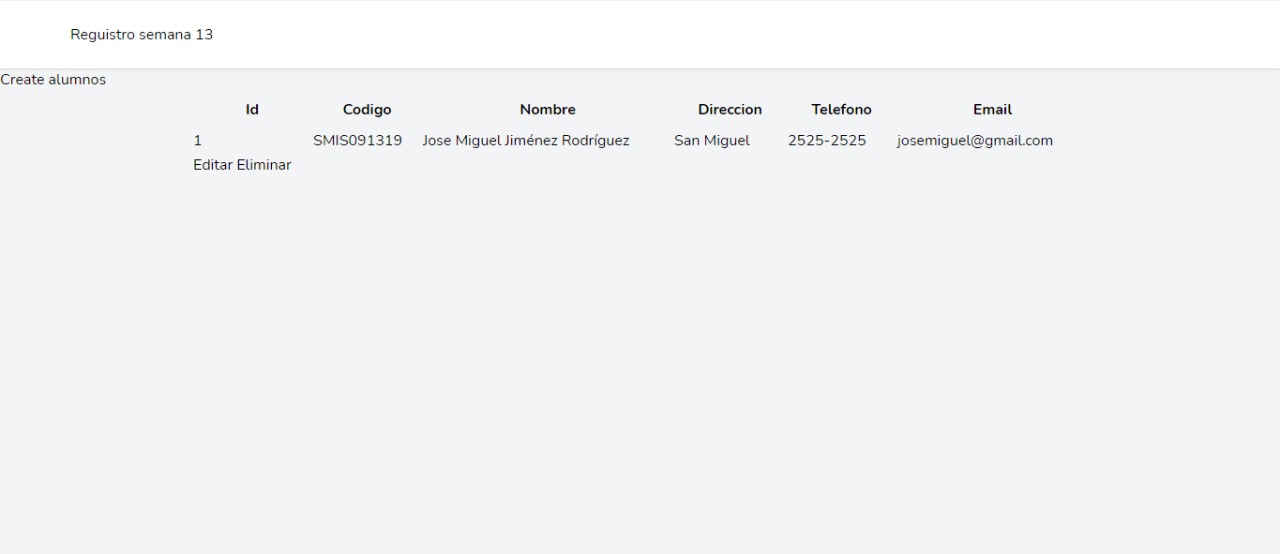 Reguistro semana 13
Create alumnos
Id Codigo Nombre Direccion Telefono Email
1 SMIS091319 Jose Miguel Jiménez Rodríguez San Miguel 2525-2525 josemiguel@gmail.com
Editar Eliminar